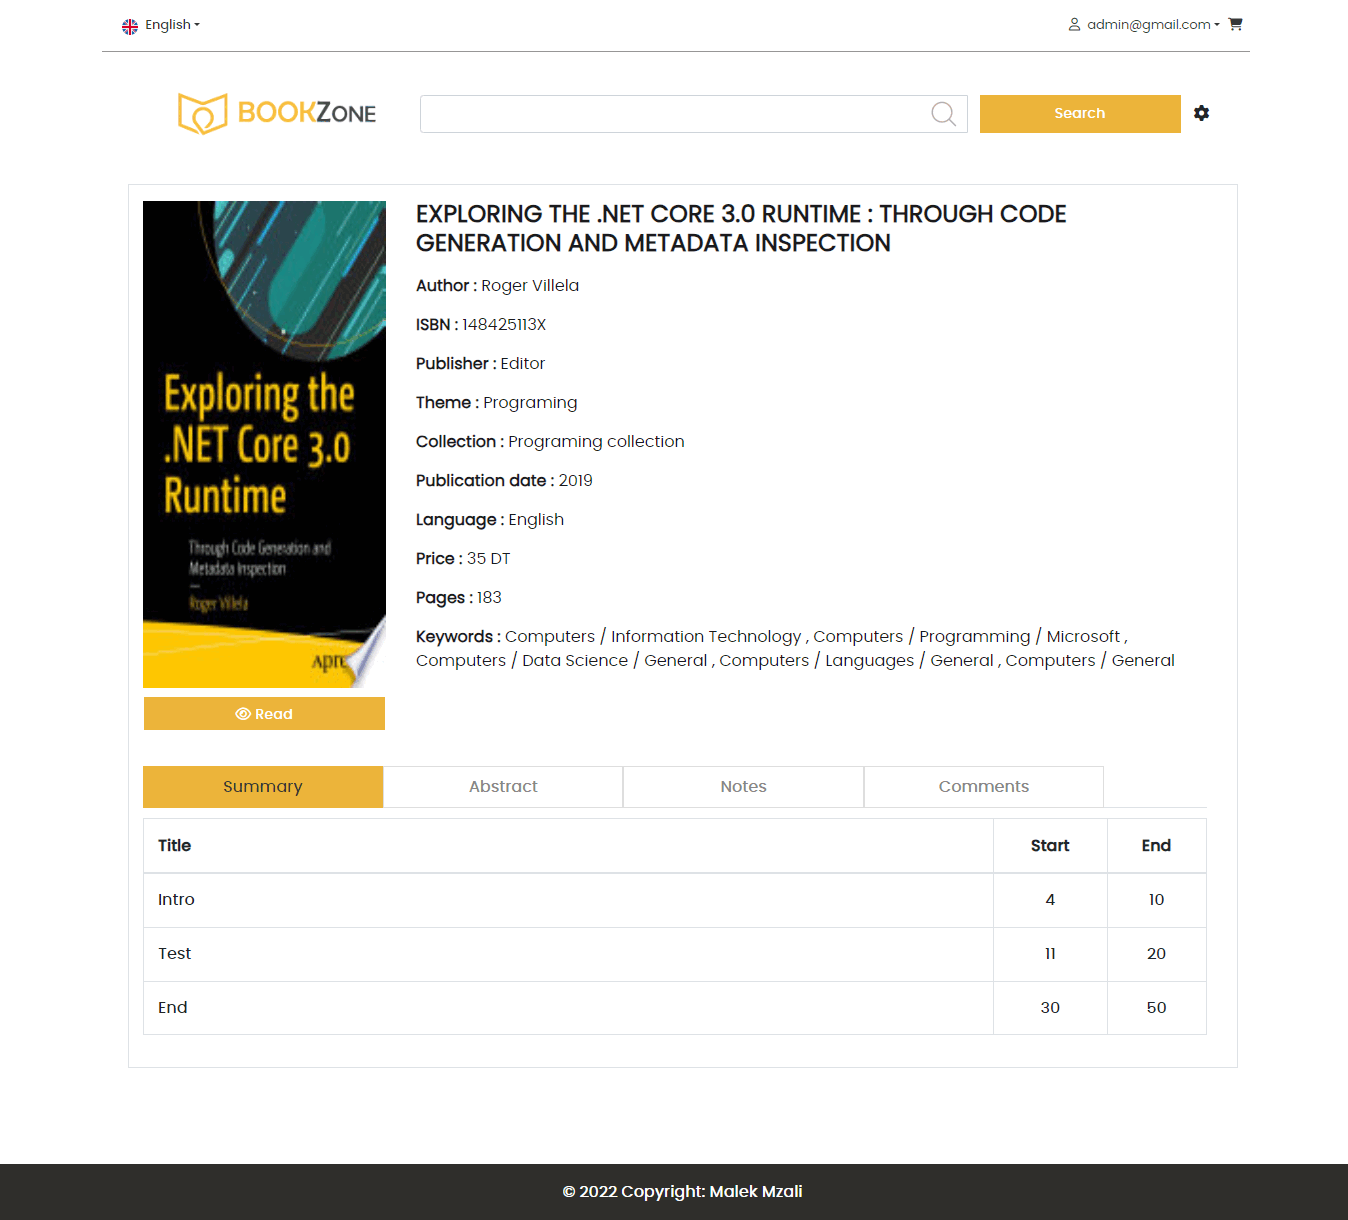 English
admin@gmail.com
BOOKZONE
Search
EXPLORING THE .NET CORE 3.0 RUNTIME : THROUGH CODE
GENERATION AND METADATA INSPECTION
Author : Roger Villela
ISBN : 148425113X
Publisher : Editor
Theme : Programing
Collection : Programing collection
Publication date : 2019
Language : English
Price : 35 DT
Pages : 183
Keywords : Computers / Information Technology , Computers / Programming / Microsoft ,
Computers / Data Science / General , Computers / Languages / General , Computers / General
Exploring the
.NET Core 3.0
Runtime
Through Code Generation and
Metadata Inspection
Roger Villela
Read
Summary Abstract Notes Comments
Title Start End
Intro 4 10
Test 11 20
End 30 50
© 2022 Copyright: Malek Mzali